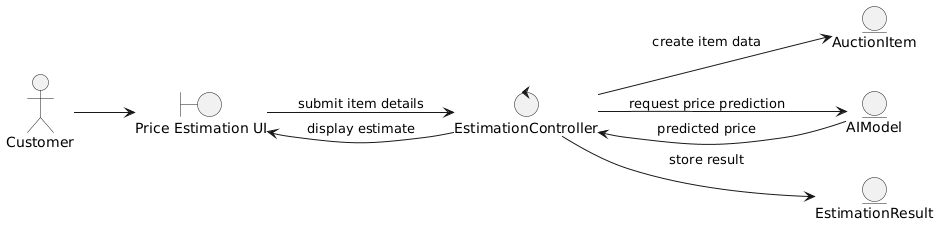 create item data
AuctionItem
submit item details
request price prediction
Customer
Price Estimation UI
display estimate
EstimationController
predicted price
AIModel
store result
EstimationResult